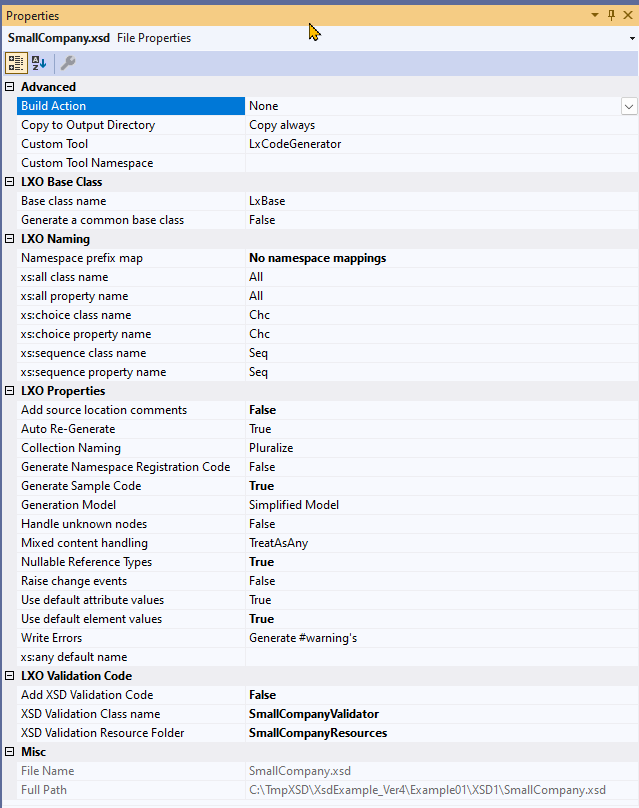 Properties
SmallCompany.xsd File Properties
Advanced
Build Action None
Copy to Output Directory Copy always
Custom Tool LxCodeGenerator
Custom Tool Namespace
LXO Base Class
Base class name LxBase
Generate a common base class False
LXO Naming
Namespace prefix map No namespace mappings
xs:all class name All
xs:all property name All
xs:choice class name Chc
xs:choice property name Chc
xs:sequence class name Seq
xs:sequence property name Seq
LXO Properties
Add source location comments False
Auto Re-Generate True
Collection Naming Pluralize
Generate Namespace Registration Code False
Generate Sample Code True
Generation Model Simplified Model
Handle unknown nodes False
Mixed content handling TreatAsAny
Nullable Reference Types True
Raise change events False
Use default attribute values True
Use default element values True
Write Errors Generate #warning's
xs:any default name
LXO Validation Code
Add XSD Validation Code False
XSD Validation Class name SmallCompanyValidator
XSD Validation Resource Folder SmallCompanyResources
Misc
File Name SmallCompany.xsd
Full Path C:\TmpXSD\XsdExample_Ver4\Example01\XSD1\SmallCompany.xsd